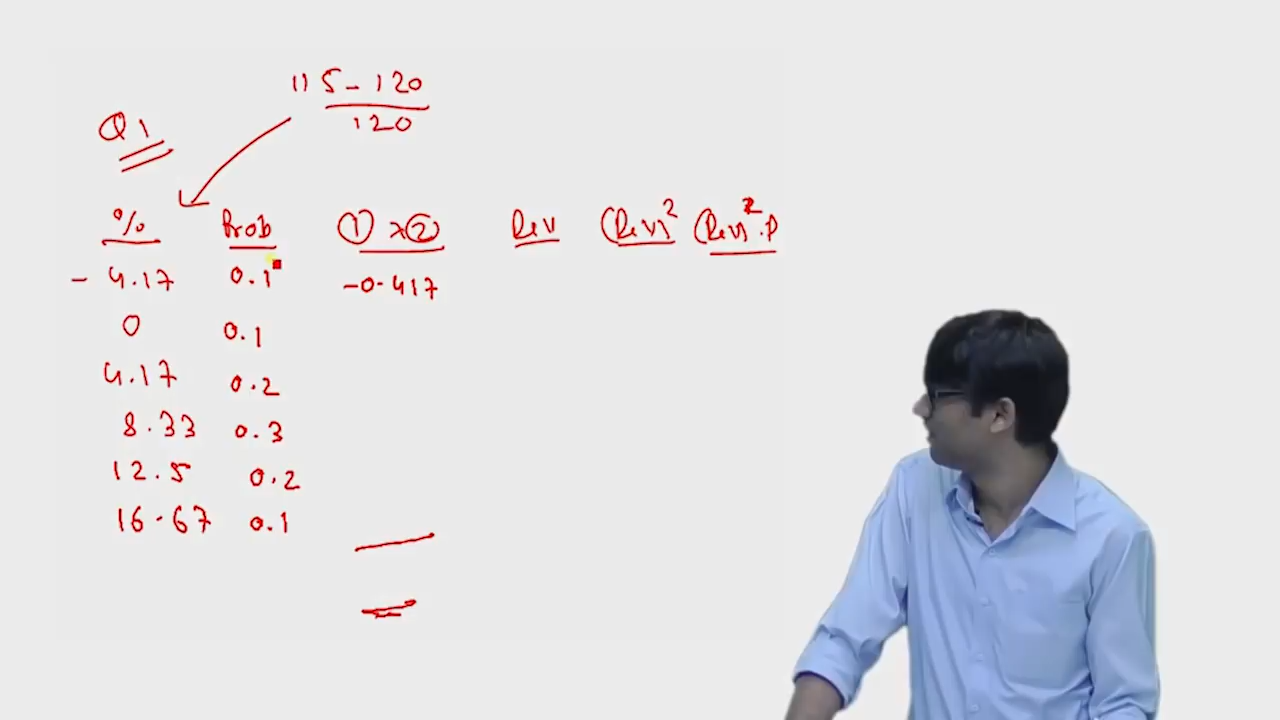 115-120
120
Q1
% Prob ①×② Dev (Dev)² (Dev)².P
-4.17 0.1 -0.417
0 0.1
4.17 0.2
8.33 0.3
12.5 0.2
16.67 0.1